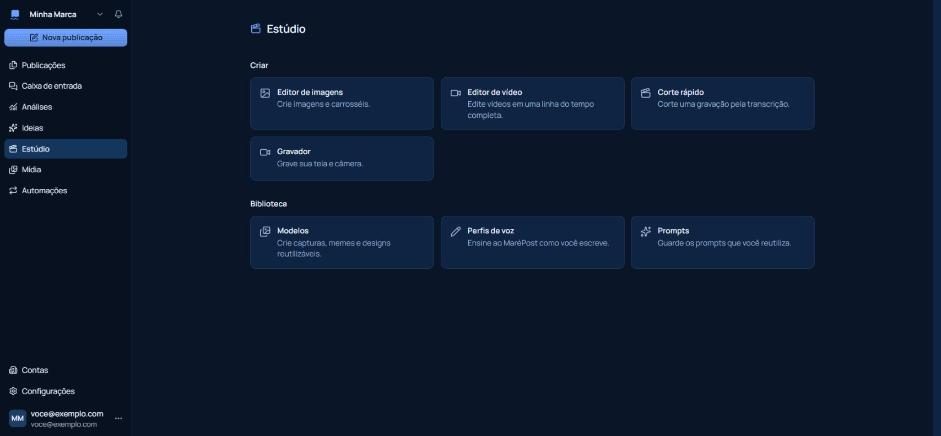 Minha Marca
Nova publicação
Publicações
Caixa de entrada
Análises
Ideias
Estúdio
Mídia
Automações
Contas
Configurações
MM
voce@exemplo.com
voce@exemplo.com
Estúdio
Criar
Editor de imagens
Crie imagens e carrosséis.
Editor de vídeo
Edite vídeos em uma linha do tempo
completa.
Corte rápido
Corte uma gravação pela transcrição.
Gravador
Grave sua tela e câmera.
Biblioteca
Modelos
Crie capturas, memes e designs
reutilizáveis.
Perfis de voz
Ensine ao MaréPost como você escreve.
Prompts
Guarde os prompts que você reutiliza.